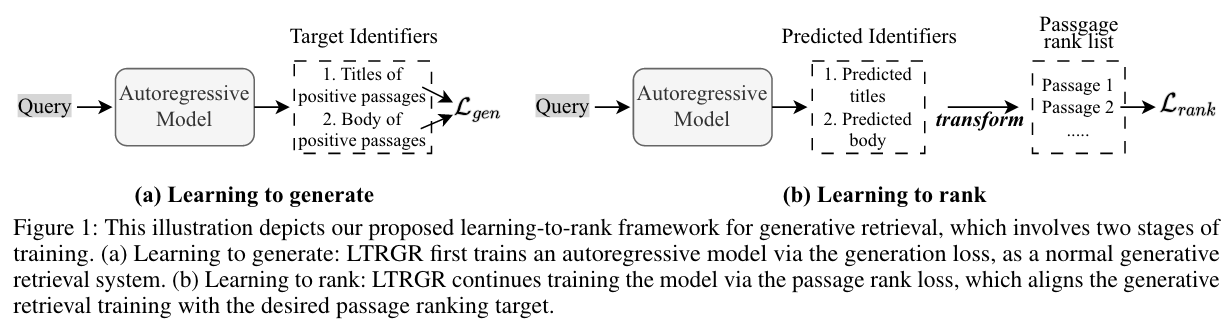 Target Identifiers
Query
Autoregressive
Model
1. Titles of
positive passages
2. Body of
positive passages
ℒgen
(a) Learning to generate
Predicted Identifiers
Passgage
rank list
Query
Autoregressive
Model
1. Predicted
titles
2. Predicted
body
transform
Passage 1
Passage 2
.....
ℒrank
(b) Learning to rank
Figure 1: This illustration depicts our proposed learning-to-rank framework for generative retrieval, which involves two stages of
training. (a) Learning to generate: LTRGR first trains an autoregressive model via the generation loss, as a normal generative
retrieval system. (b) Learning to rank: LTRGR continues training the model via the passage rank loss, which aligns the generative
retrieval training with the desired passage ranking target.